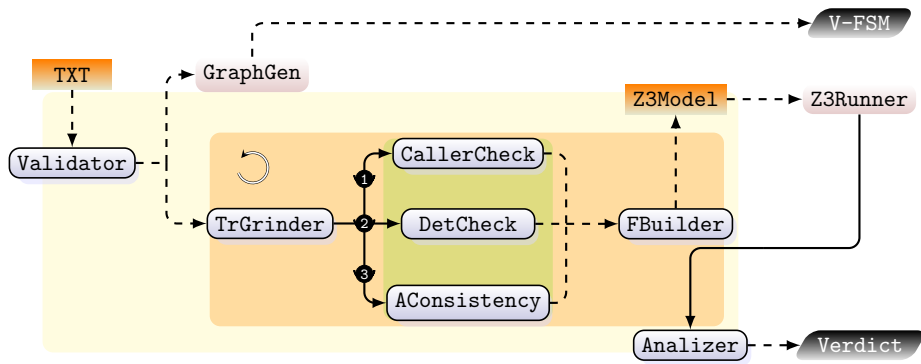 V-FSM
TXT
GraphGen
Z3Model
Z3Runner
Validator
CallerCheck
1
TrGrinder
2
DetCheck
FBuilder
3
AConsistency
Analizer
Verdict